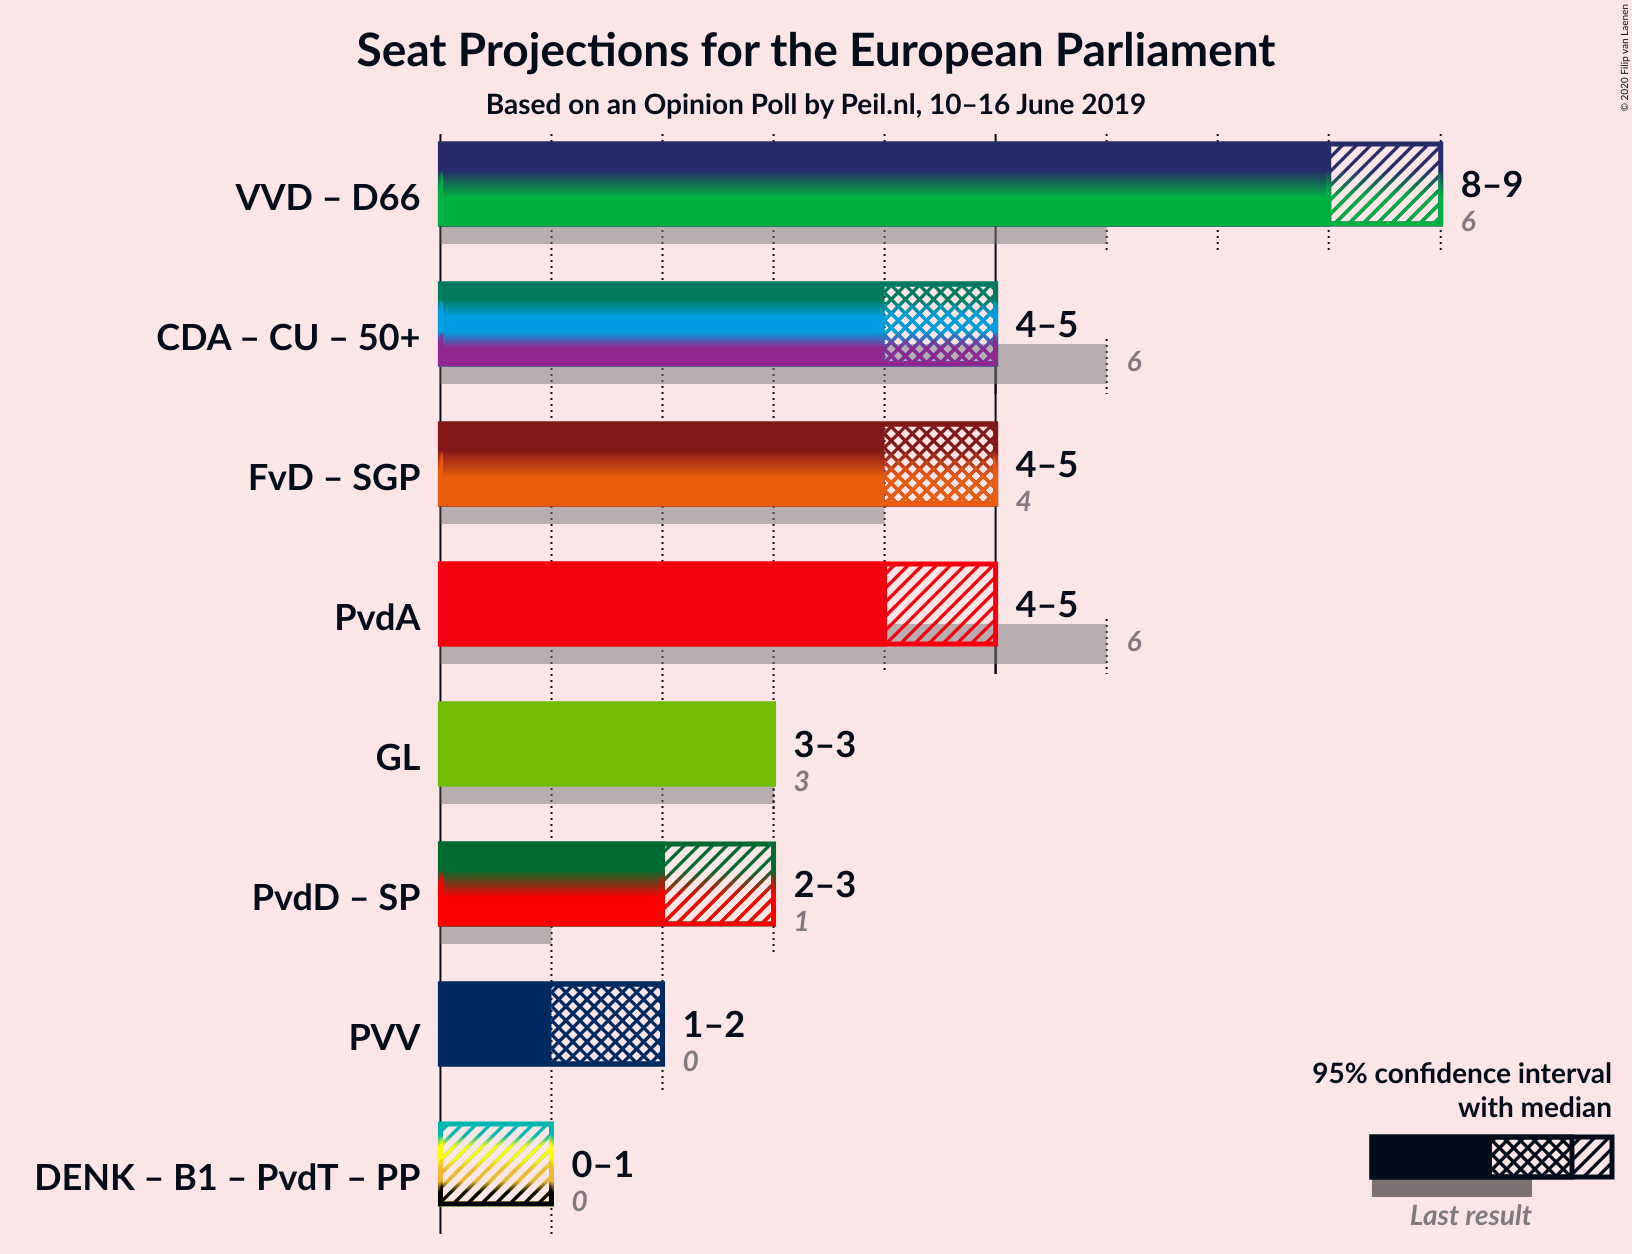 Seat Projections for the European Parliament
Based on an Opinion Poll by Peil.nl, 10–16 June 2019
© 2020 Filip van Laenen
VVD – D66
8–9
6
CDA – CU – 50+
4–5
6
FvD – SGP
4–5
4
PvdA
4–5
6
GL
3–3
3
PvdD – SP
2–3
1
PVV
1–2
0
DENK – B1 – PvdT – PP
0–1
0
95% confidence interval
with median
Last result